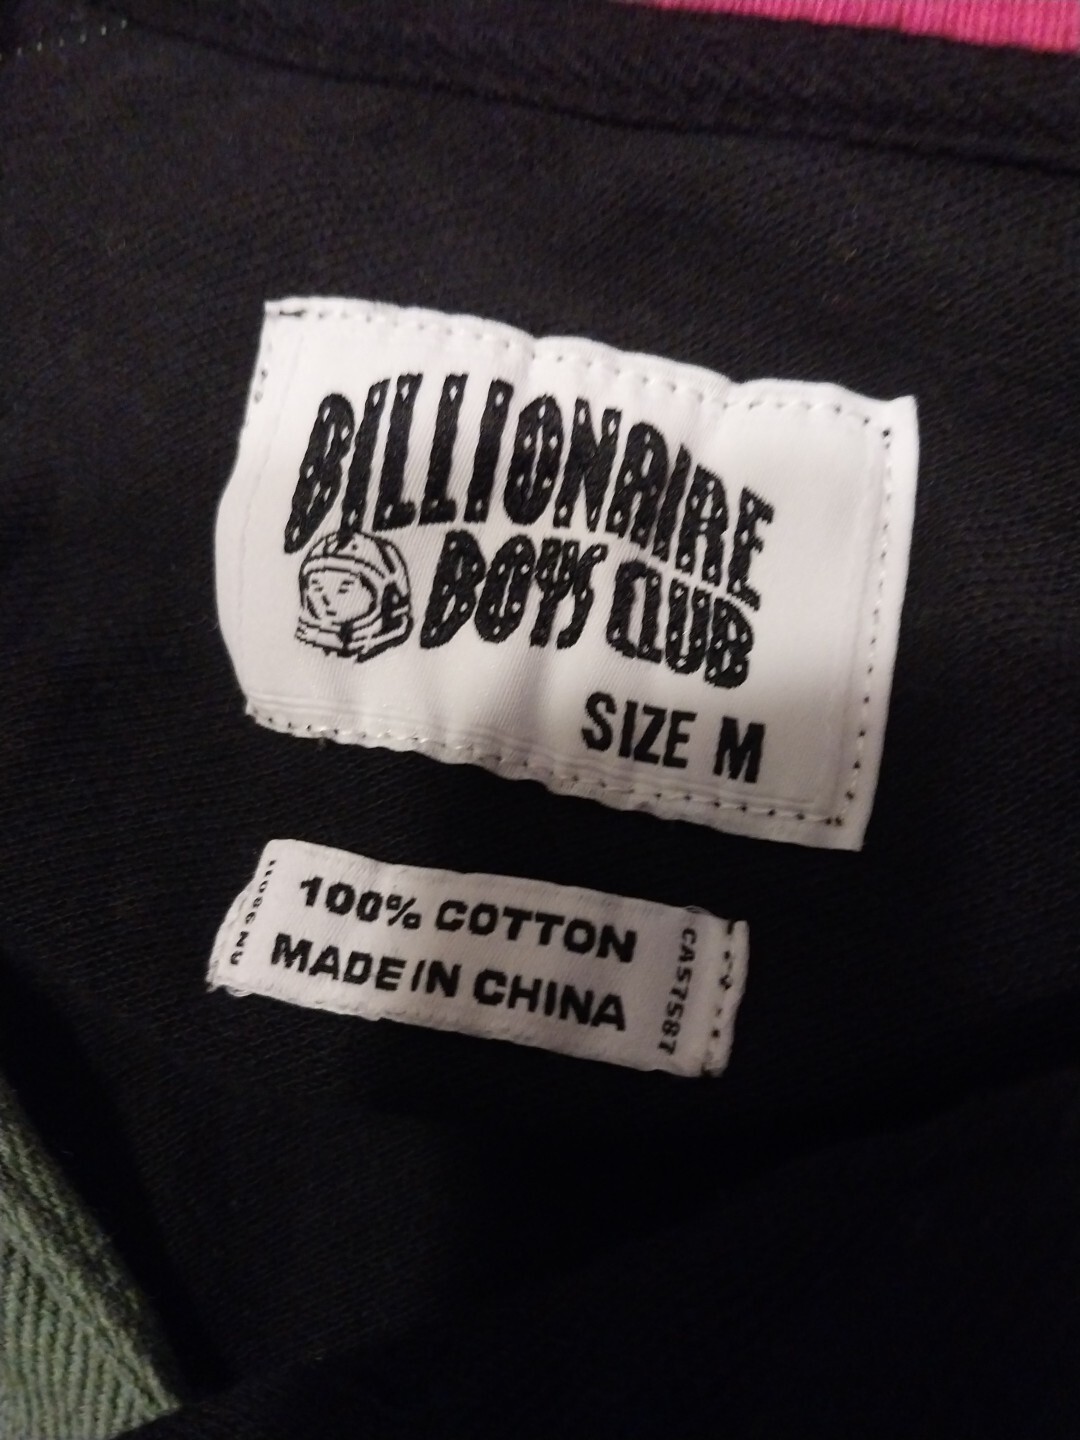 BILLIONAIRE
BOYS CLUB
SIZE M
100% COTTON
MADE IN CHINA
CA57587